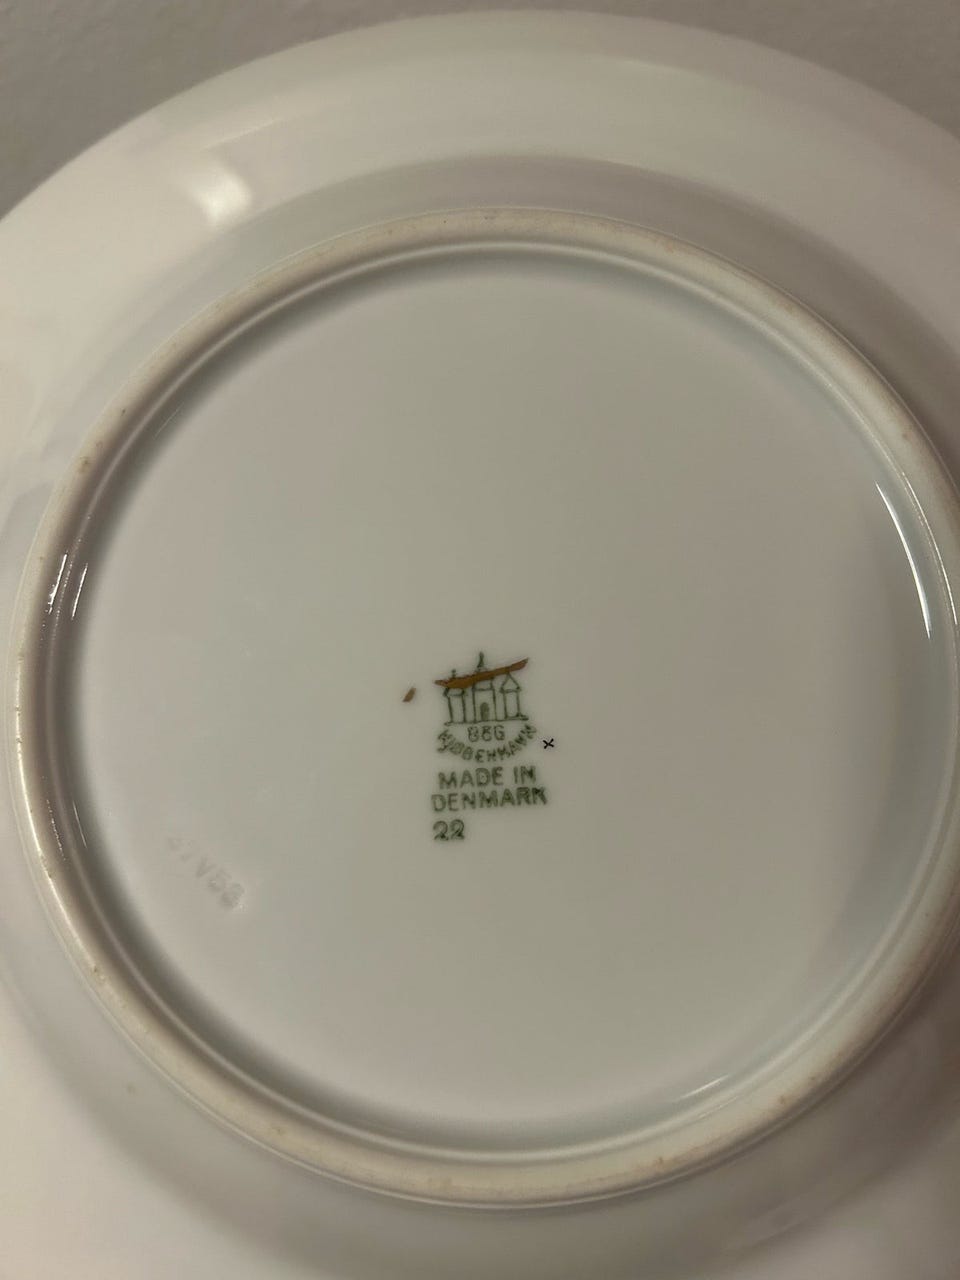 B&G
KJØBENHAVN
x
MADE IN
DENMARK
22